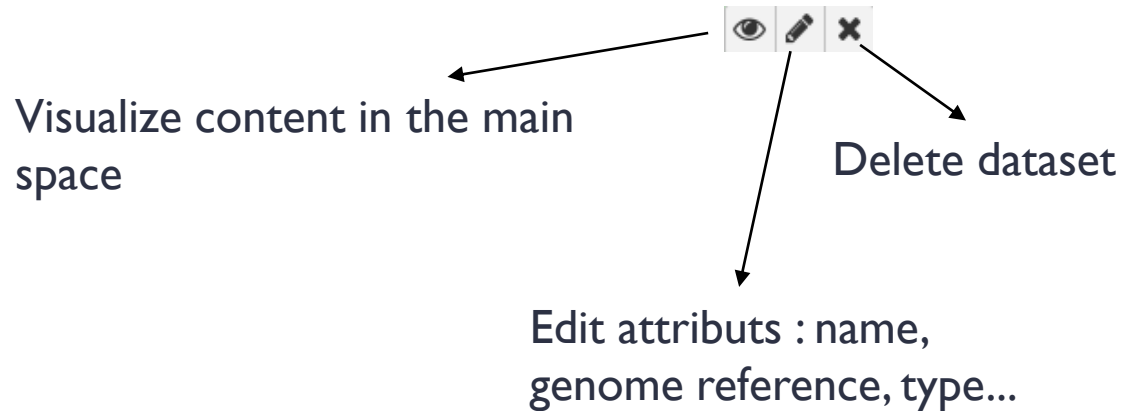 Visualize content in the main
space
Delete dataset
Edit attributs : name,
genome reference, type...